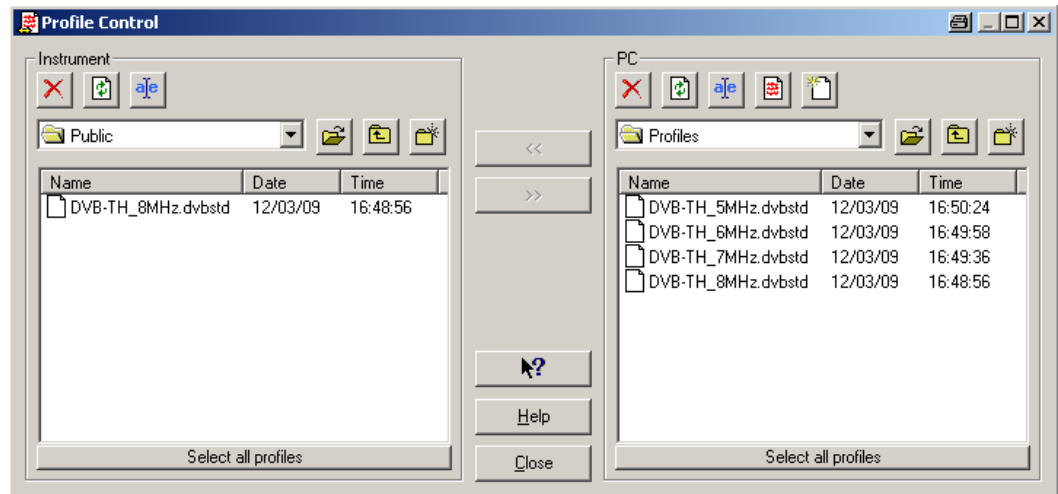 Profile Control
Instrument
a e
Public
Name Date Time
DVB-TH_8MHz.dvbstd 12/03/09 16:48:56
Select all profiles
<<
>>
?
Help
Close
PC
a e
Profiles
Name Date Time
DVB-TH_5MHz.dvbstd 12/03/09 16:50:24
DVB-TH_6MHz.dvbstd 12/03/09 16:49:58
DVB-TH_7MHz.dvbstd 12/03/09 16:49:36
DVB-TH_8MHz.dvbstd 12/03/09 16:48:56
Select all profiles